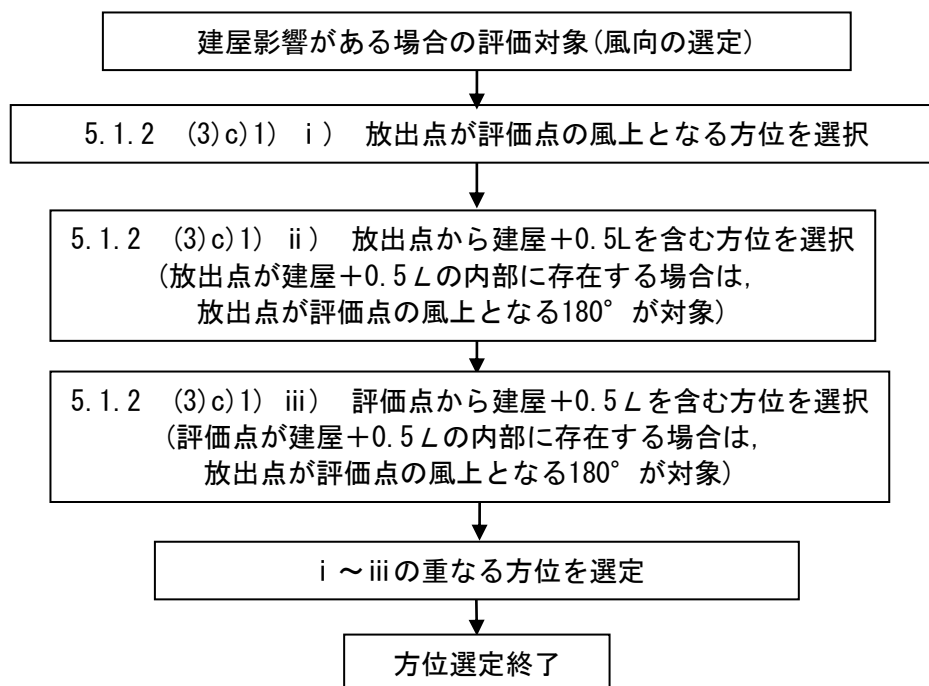 建屋影響がある場合の評価対象(風向の選定)
5.1.2 (3)c)1) ⅰ) 放出点が評価点の風上となる方位を選択
5.1.2 (3)c)1) ⅱ) 放出点から建屋＋0.5Lを含む方位を選択
(放出点が建屋＋0.5Lの内部に存在する場合は,
放出点が評価点の風上となる180°が対象)
5.1.2 (3)c)1) ⅲ) 評価点から建屋＋0.5Lを含む方位を選択
(評価点が建屋＋0.5Lの内部に存在する場合は,
放出点が評価点の風上となる180°が対象)
ⅰ～ⅲの重なる方位を選定
方位選定終了